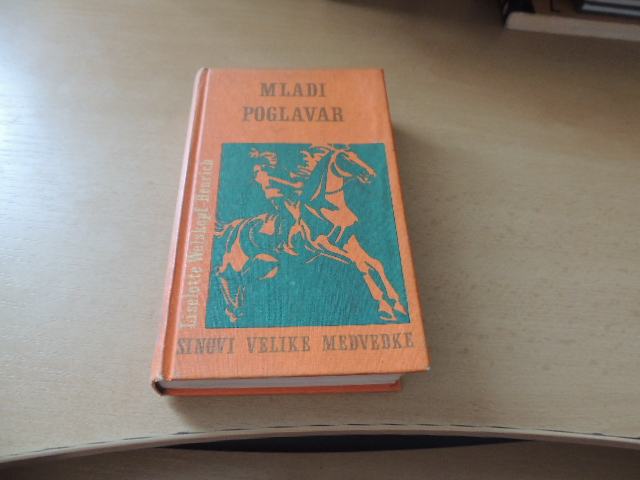 MLADI
POGLAVAR
Liselotte Welskopf-Henrich
SINOVI VELIKE MEDVEDKE